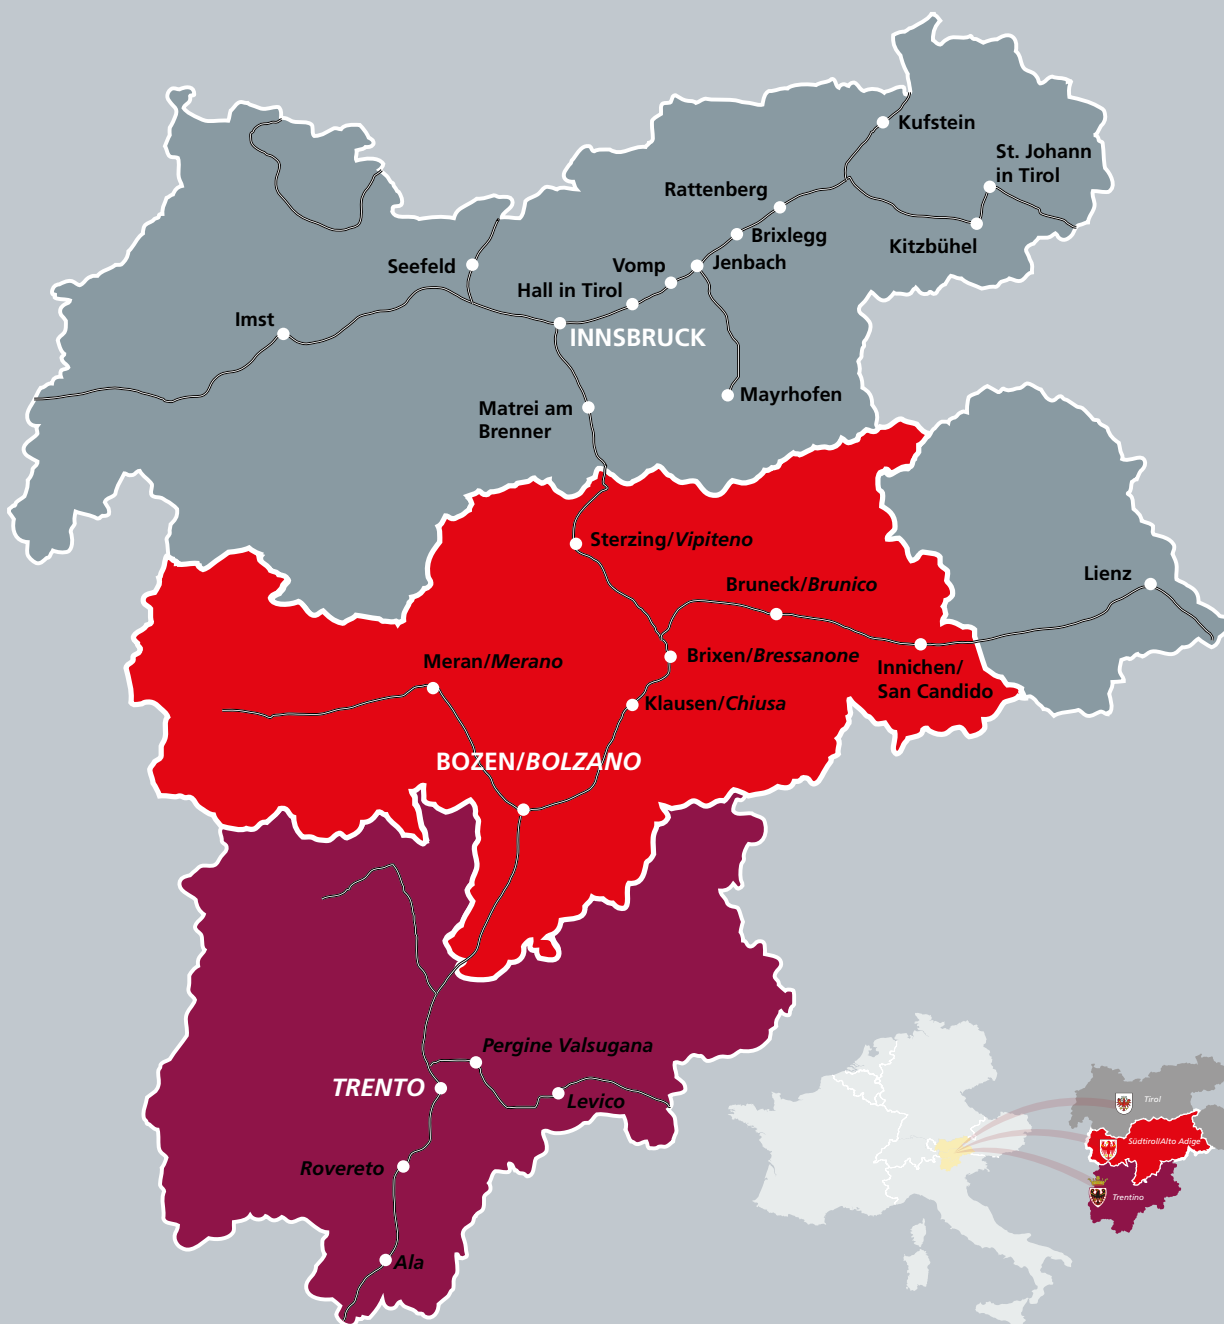 Kufstein
St. Johann
in Tirol
Rattenberg
Brixlegg
Kitzbühel
Jenbach
Vomp
Seefeld
Hall in Tirol
Imst
INNSBRUCK
Mayrhofen
Matrei am
Brenner
Sterzing/Vipiteno
Lienz
Bruneck/Brunico
Brixen/Bressanone
Meran/Merano
Innichen/
San Candido
Klausen/Chiusa
BOZEN/BOLZANO
Pergine Valsugana
TRENTO
Levico
Rovereto
Ala
Tirol
Südtirol/Alto Adige
Trentino